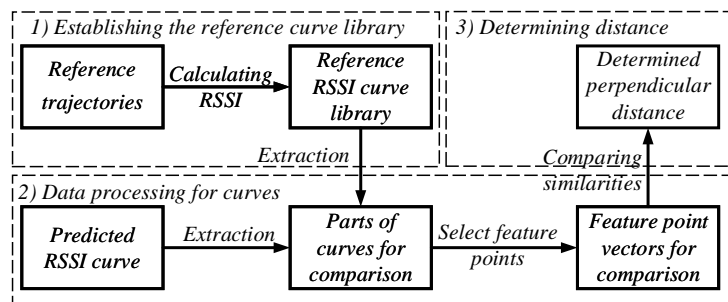 1) Establishing the reference curve library
Reference
trajectories
Calculating
RSSI
Reference
RSSI curve
library
3) Determining distance
Determined
perpendicular
distance
Extraction
Comparing
similarities
2) Data processing for curves
Predicted
RSSI curve
Extraction
Parts of
curves for
comparison
Select feature
points
Feature point
vectors for
comparison